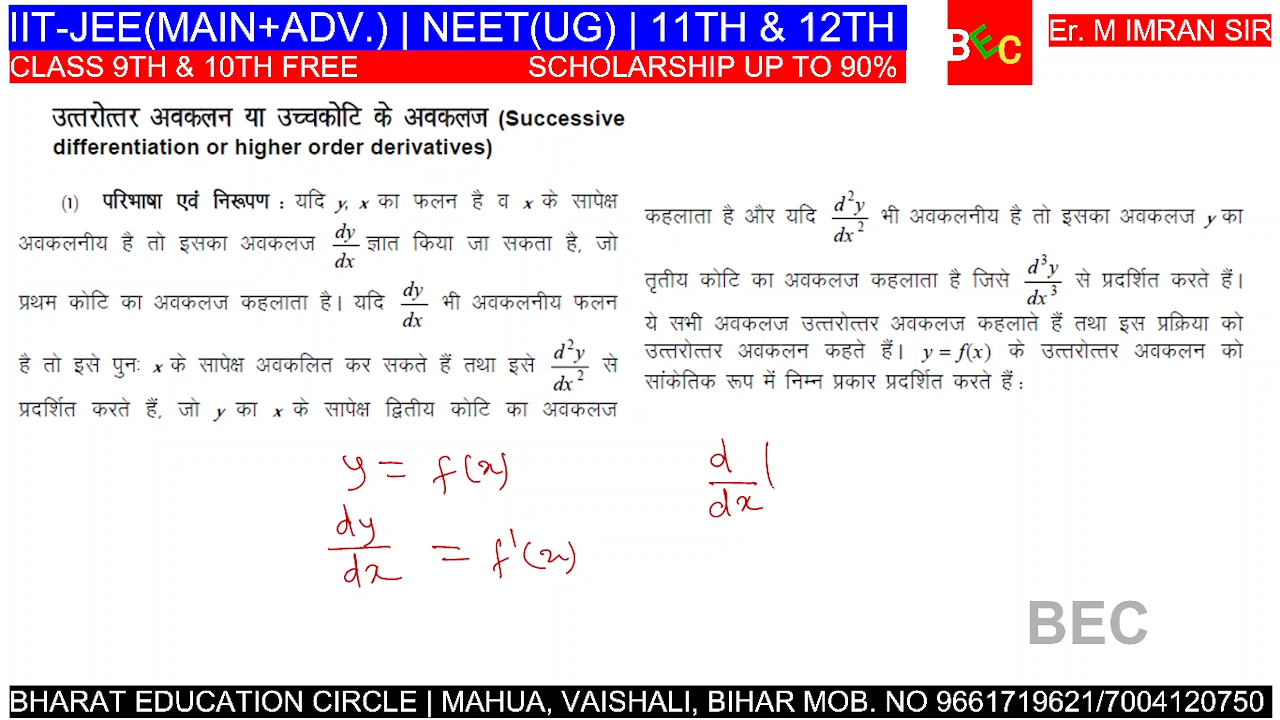 IIT-JEE(MAIN+ADV.) | NEET(UG) | 11TH & 12TH
CLASS 9TH & 10TH FREE SCHOLARSHIP UP TO 90%
BEC
Er. M IMRAN SIR
उत्तरोत्तर अवकलन या उच्चकोटि के अवकलज (Successive
differentiation or higher order derivatives)
(1) परिभाषा एवं निरूपण : यदि y, x का फलन है व x के सापेक्ष
अवकलनीय है तो इसका अवकलज dy/dx ज्ञात किया जा सकता है, जो
प्रथम कोटि का अवकलज कहलाता है। यदि dy/dx भी अवकलनीय फलन
है तो इसे पुनः x के सापेक्ष अवकलित कर सकते हैं तथा इसे d²y/dx² से
प्रदर्शित करते हैं, जो y का x के सापेक्ष द्वितीय कोटि का अवकलज
कहलाता है और यदि d²y/dx² भी अवकलनीय है तो इसका अवकलज y का
तृतीय कोटि का अवकलज कहलाता है जिसे d³y/dx³ से प्रदर्शित करते हैं।
ये सभी अवकलज उत्तरोत्तर अवकलज कहलाते हैं तथा इस प्रक्रिया को
उत्तरोत्तर अवकलन कहते हैं। y = f(x) के उत्तरोत्तर अवकलन को
सांकेतिक रूप में निम्न प्रकार प्रदर्शित करते हैं :
y = f(x)
dy/dx = f'(x)
d/dx (
BEC
BHARAT EDUCATION CIRCLE | MAHUA, VAISHALI, BIHAR MOB. NO 9661719621/7004120750